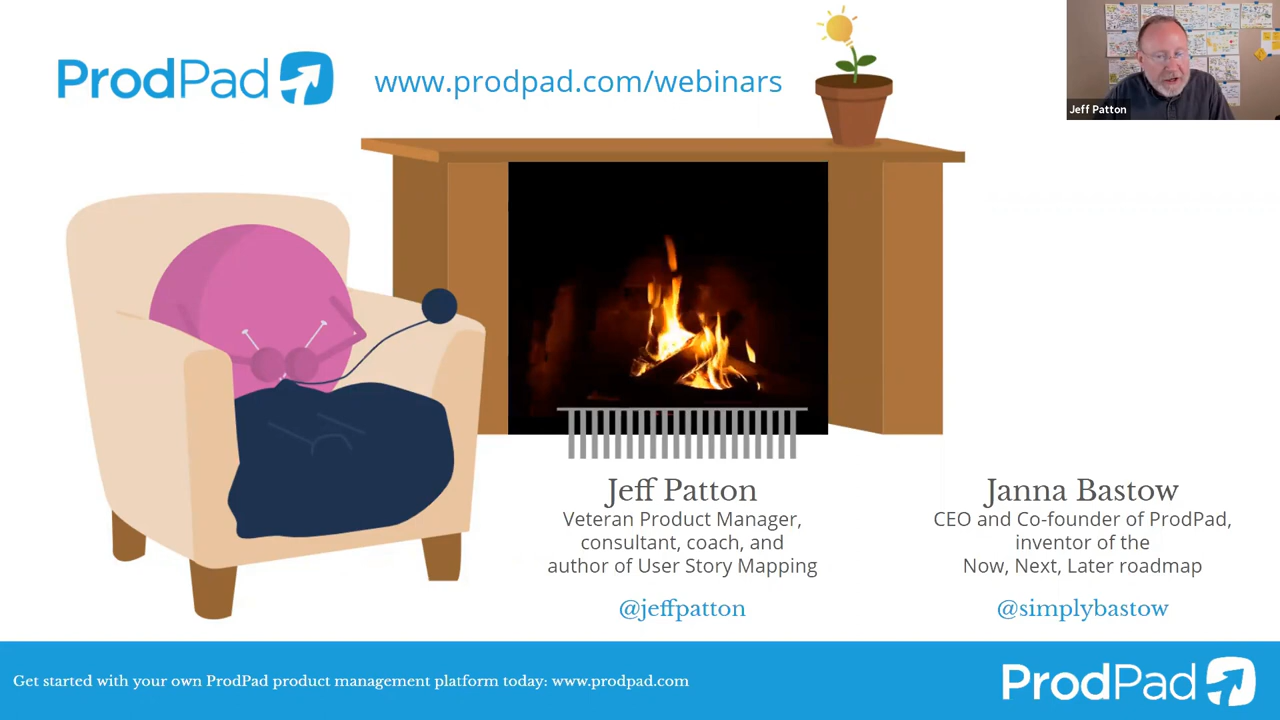 ProdPad
www.prodpad.com/webinars
Jeff Patton
Jeff Patton
Veteran Product Manager,
consultant, coach, and
author of User Story Mapping
@jeffpatton
Janna Bastow
CEO and Co-founder of ProdPad,
inventor of the
Now, Next, Later roadmap
@simplybastow
Get started with your own ProdPad product management platform today: www.prodpad.com
ProdPad